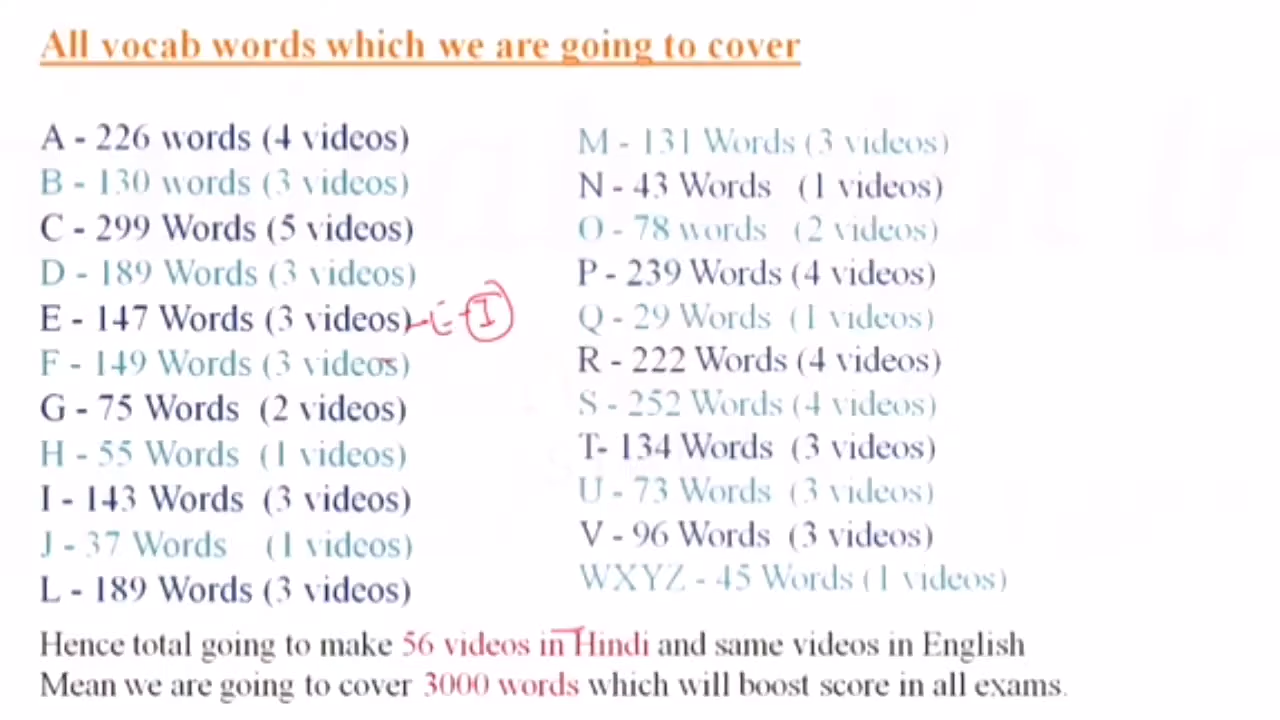 All vocab words which we are going to cover
A - 226 words (4 videos)
B - 130 words (3 videos)
C - 299 Words (5 videos)
D - 189 Words (3 videos)
E - 147 Words (3 videos)
F - 149 Words (3 videos)
G - 75 Words (2 videos)
H - 55 Words (1 videos)
I - 143 Words (3 videos)
J - 37 Words (1 videos)
L - 189 Words (3 videos)
M - 131 Words (3 videos)
N - 43 Words (1 videos)
O - 78 words (2 videos)
P - 239 Words (4 videos)
Q - 29 Words (1 videos)
R - 222 Words (4 videos)
S - 252 Words (4 videos)
T- 134 Words (3 videos)
U - 73 Words (3 videos)
V - 96 Words (3 videos)
WXYZ - 45 Words (1 videos)
Hence total going to make 56 videos in Hindi and same videos in English
Mean we are going to cover 3000 words which will boost score in all exams.